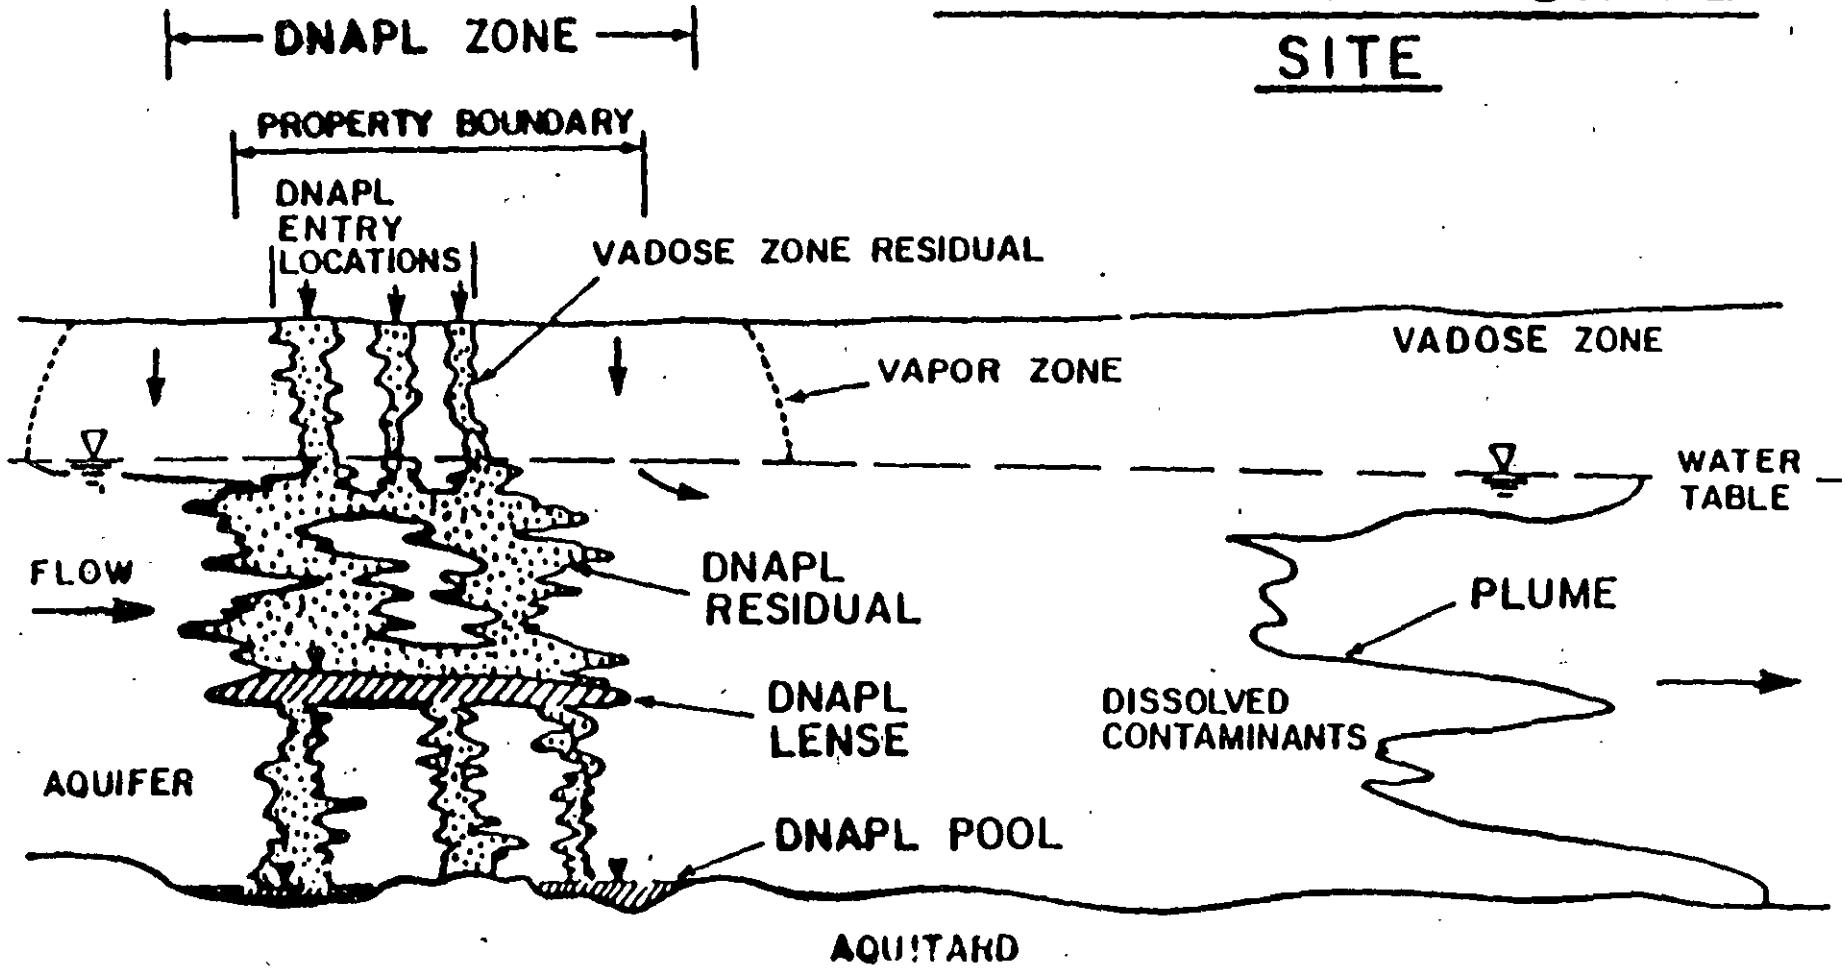 SITE
DNAPL ZONE
PROPERTY BOUNDARY
DNAPL
ENTRY
LOCATIONS
VADOSE ZONE RESIDUAL
VADOSE ZONE
VAPOR ZONE
WATER
TABLE
FLOW
DNAPL
RESIDUAL
PLUME
DNAPL
LENSE
DISSOLVED
CONTAMINANTS
AQUIFER
DNAPL POOL
AQUITARD